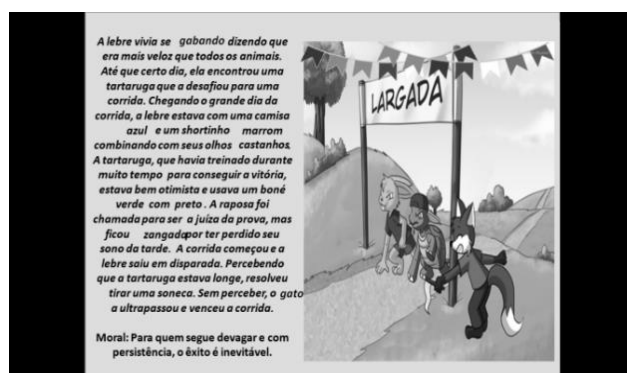 A lebre vivia se gabando dizendo que
era mais veloz que todos os animais.
Até que certo dia, ela encontrou uma
tartaruga que a desafiou para uma
corrida. Chegando o grande dia da
corrida, a lebre estava com uma camisa
azul e um shortinho marrom
combinando com seus olhos castanhos.
A tartaruga, que havia treinado durante
muito tempo para conseguir a vitória,
estava bem otimista e usava um boné
verde com preto . A raposa foi
chamada para ser a juíza da prova, mas
ficou zangada por ter perdido seu
sono da tarde. A corrida começou e a
lebre saiu em disparada. Percebendo
que a tartaruga estava longe, resolveu
tirar uma soneca. Sem perceber, o gato
a ultrapassou e venceu a corrida.
Moral: Para quem segue devagar e com
persistência, o êxito é inevitável.
LARGADA